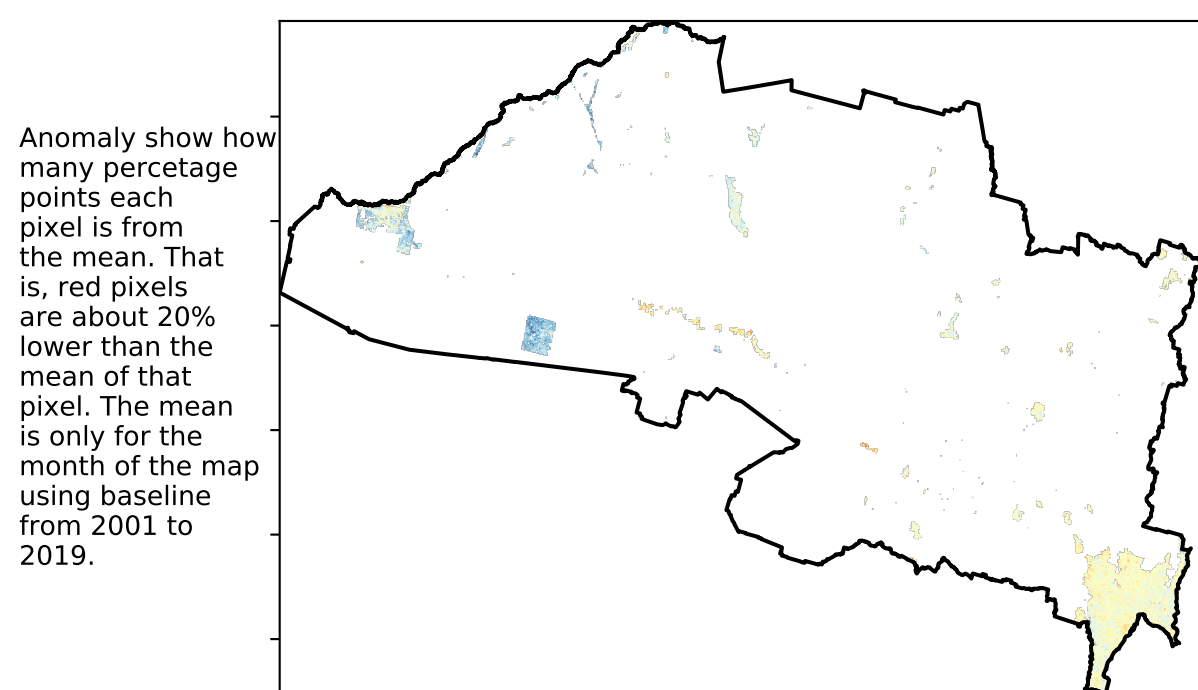 Anomaly show how
many percetage
points each
pixel is from
the mean. That
is, red pixels
are about 20%
lower than the
mean of that
pixel. The mean
is only for the
month of the map
using baseline
from 2001 to
2019.